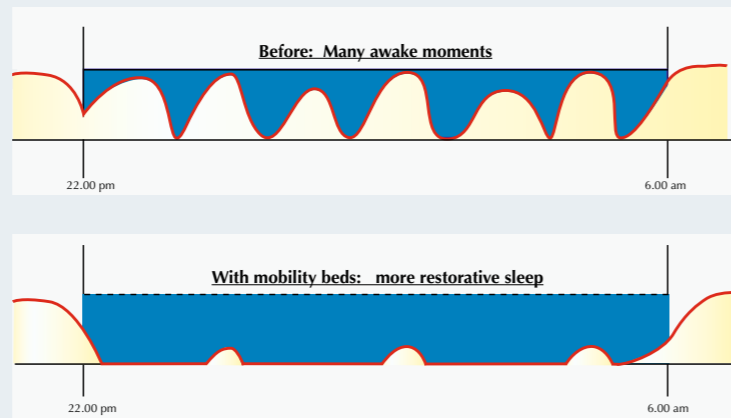 Before: Many awake moments
22.00 pm 6.00 am
With mobility beds: more restorative sleep
22.00 pm 6.00 am